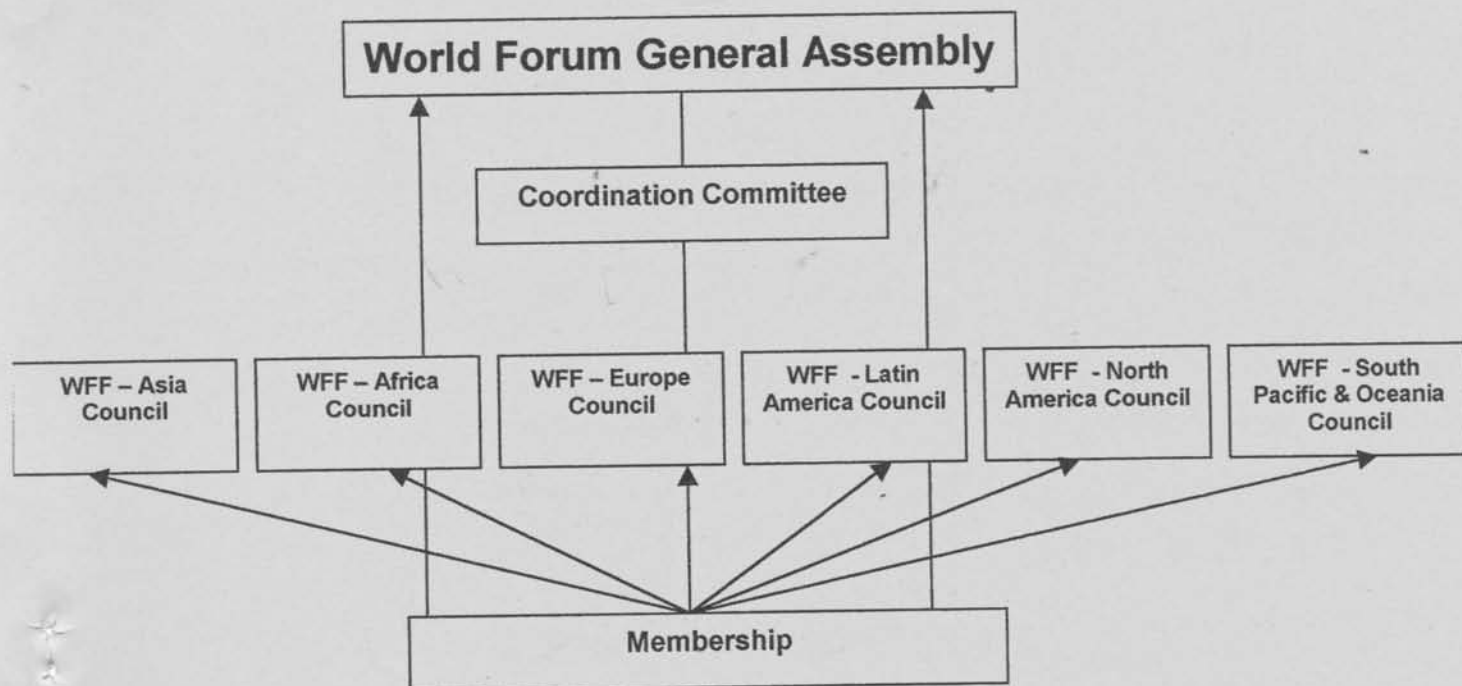 World Forum General Assembly
Coordination Committee
WFF – Asia
Council
WFF – Africa
Council
WFF – Europe
Council
WFF - Latin
America Council
WFF - North
America Council
WFF - South
Pacific & Oceania
Council
Membership